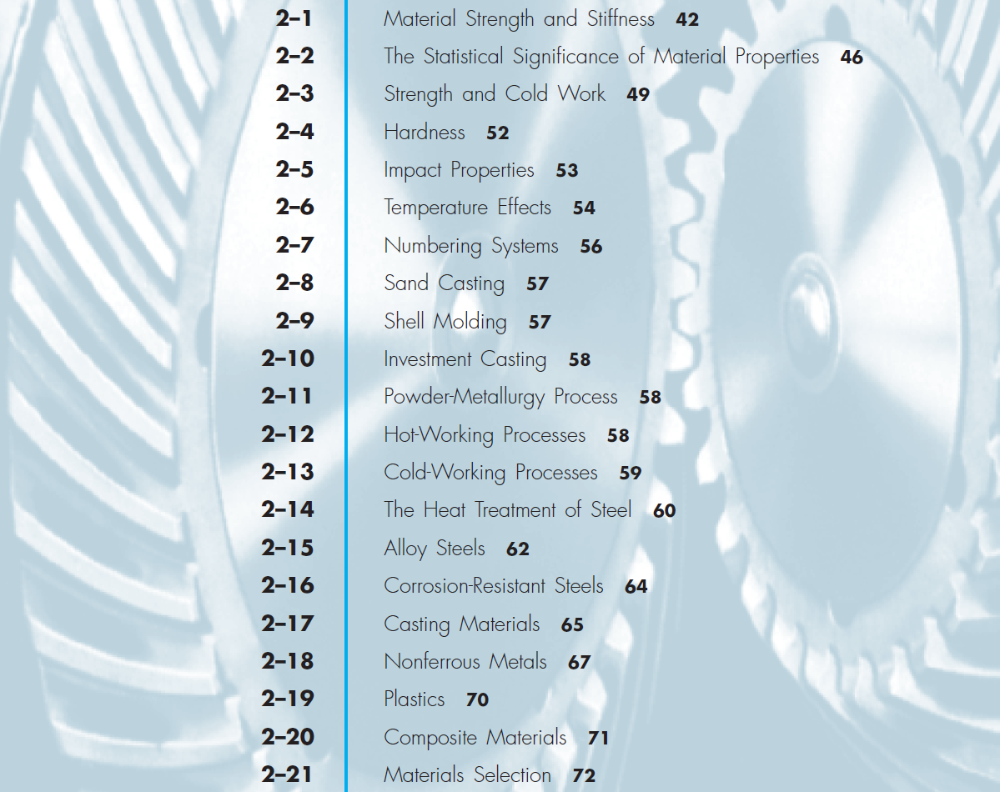 2–1 Material Strength and Stiffness 42
2–2 The Statistical Significance of Material Properties 46
2–3 Strength and Cold Work 49
2–4 Hardness 52
2–5 Impact Properties 53
2–6 Temperature Effects 54
2–7 Numbering Systems 56
2–8 Sand Casting 57
2–9 Shell Molding 57
2–10 Investment Casting 58
2–11 Powder-Metallurgy Process 58
2–12 Hot-Working Processes 58
2–13 Cold-Working Processes 59
2–14 The Heat Treatment of Steel 60
2–15 Alloy Steels 62
2–16 Corrosion-Resistant Steels 64
2–17 Casting Materials 65
2–18 Nonferrous Metals 67
2–19 Plastics 70
2–20 Composite Materials 71
2–21 Materials Selection 72